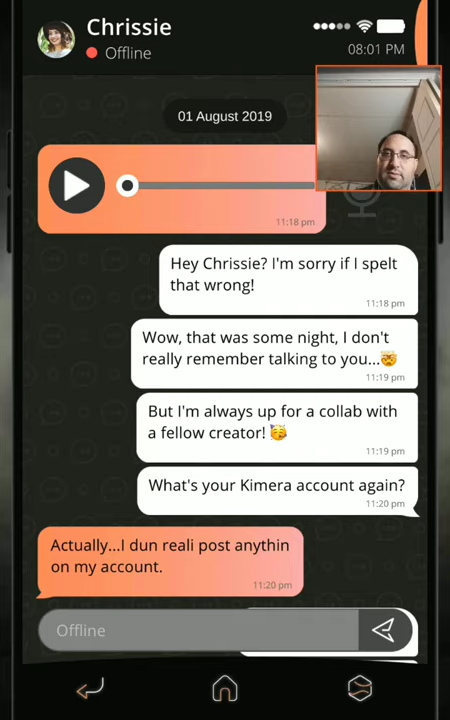 Chrissie
Offline
08:01 PM
01 August 2019
11:18 pm
Hey Chrissie? I'm sorry if I spelt
that wrong!
11:18 pm
Wow, that was some night, I don't
really remember talking to you...🤯
11:19 pm
But I'm always up for a collab with
a fellow creator! 🥳
11:19 pm
What's your Kimera account again?
11:20 pm
Actually...I dun reali post anythin
on my account.
11:20 pm
Offline